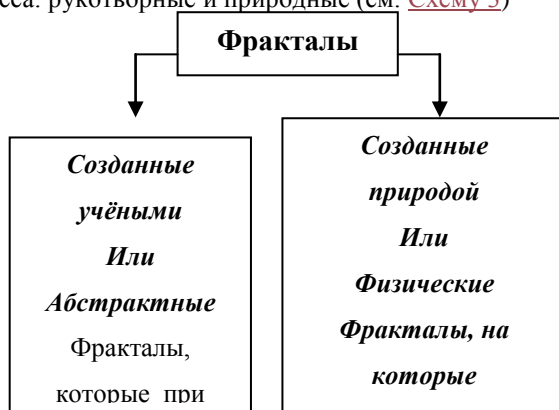 сса: рукотворные и природные (см. Схему 3)
Фракталы
Созданные
учёными
Или
Абстрактные
Фракталы,
которые при
Созданные
природой
Или
Физические
Фракталы, на
которые